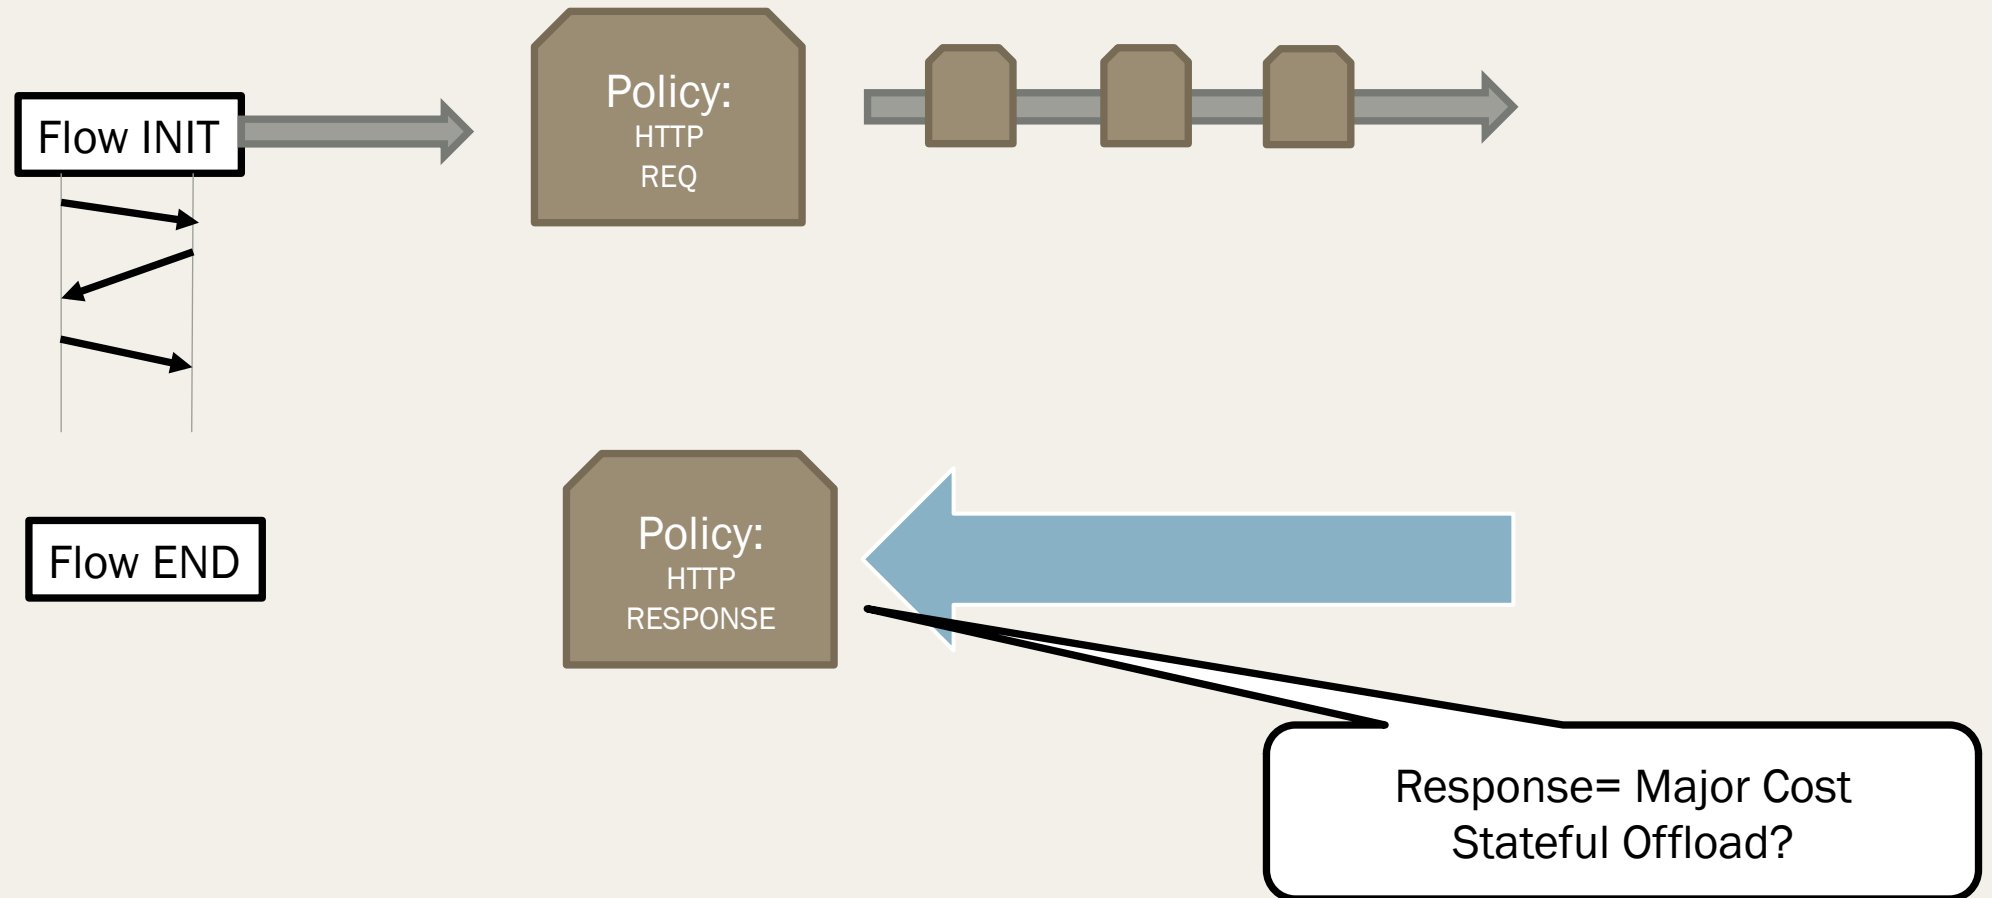 Flow INIT
Policy:
HTTP
REQ
Flow END
Policy:
HTTP
RESPONSE
Response= Major Cost
Stateful Offload?